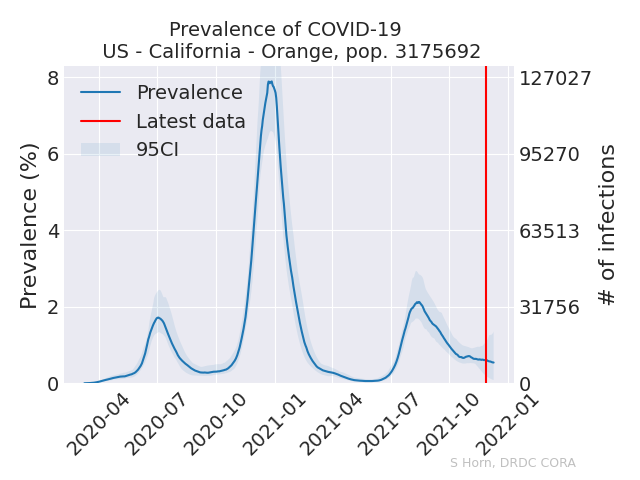 Prevalence of COVID-19
US - California - Orange, pop. 3175692
Prevalence
Latest data
95CI
Prevalence (%)
8
6
4
2
0
127027
95270
63513
31756
0
# of infections
2020-04
2020-07
2020-10
2021-01
2021-04
2021-07
2021-10
2022-01
S Horn, DRDC CORA